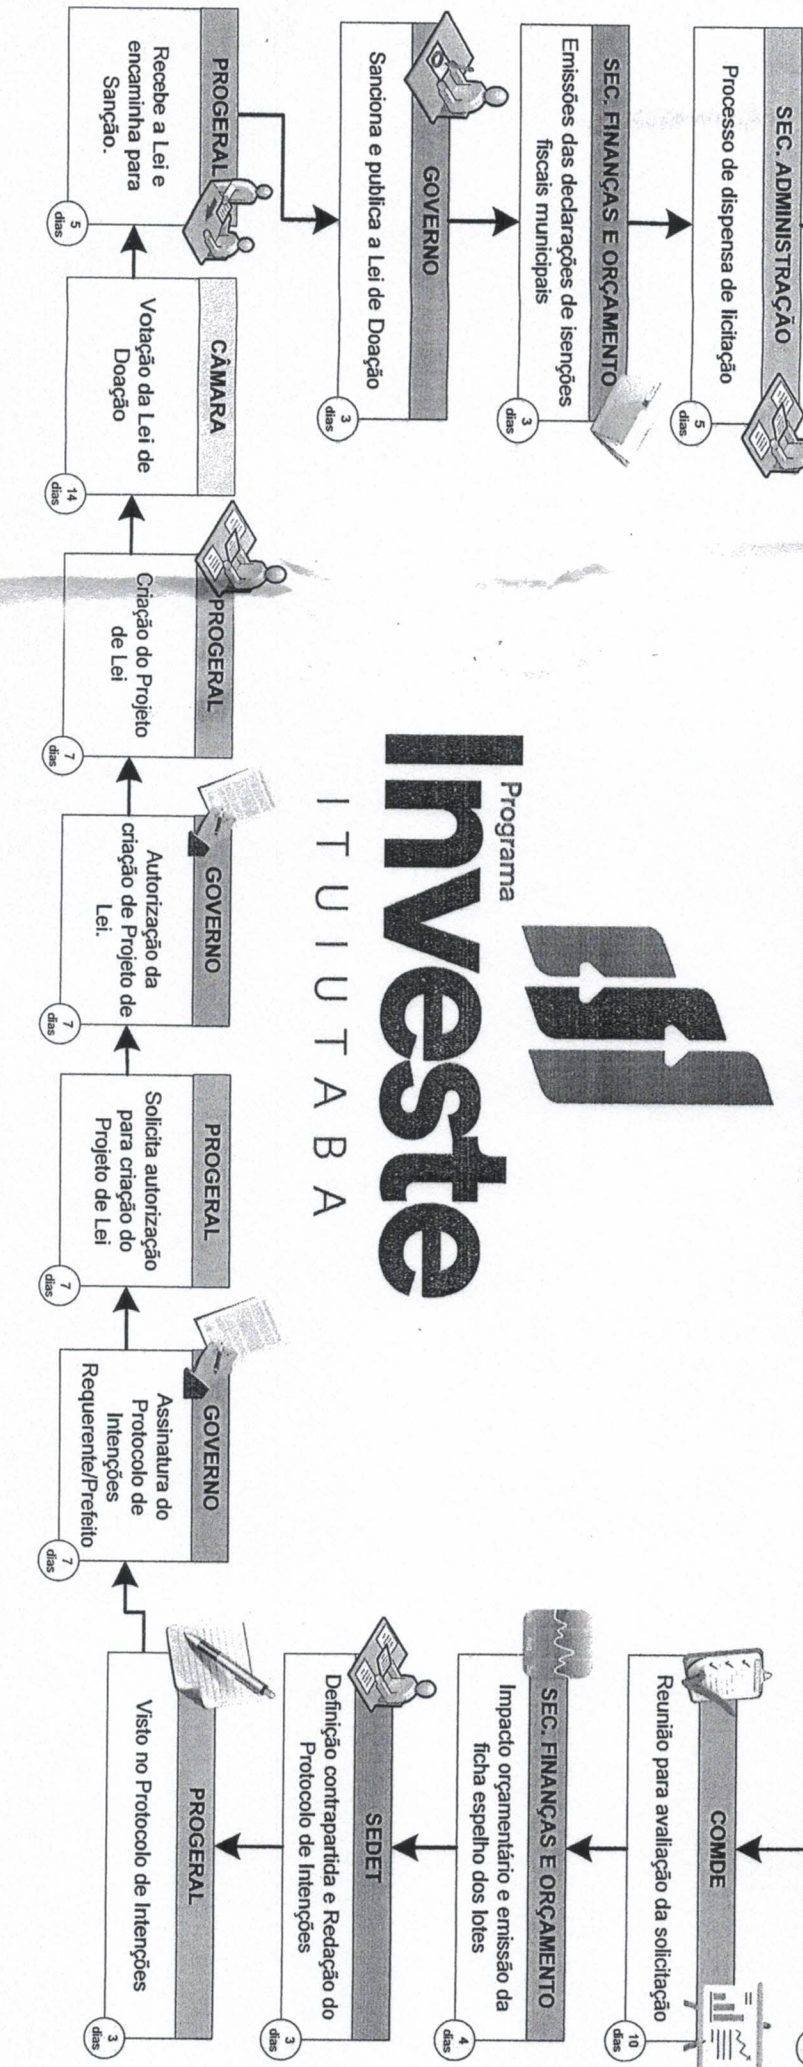 COMDE
Reunião para avaliação da solicitação
10
dias
SEC. FINANÇAS E ORÇAMENTO
Impacto orçamentário e emissão da
ficha espelho dos lotes
4
dias
SEDET
Definição contrapartida e Redação do
Protocolo de Intenções
3
dias
PROGERAL
Visto no Protocolo de Intenções
3
dias
GOVERNO
Assinatura do
Protocolo de
Intenções
Requerente/Prefeito
7
dias
PROGERAL
Solicita autorização
para criação do
Projeto de Lei
7
dias
GOVERNO
Autorização da
criação de Projeto de
Lei.
7
dias
PROGERAL
Criação do Projeto
de Lei
7
dias
CÂMARA
Votação da Lei de
Doação
14
dias
PROGERAL
Recebe a Lei e
encaminha para
Sanção.
5
dias
GOVERNO
Sanciona e publica a Lei de Doação
3
dias
SEC. FINANÇAS E ORÇAMENTO
Emissões das declarações de isenções
fiscais municipais
3
dias
SEC. ADMINISTRAÇÃO
Processo de dispensa de licitação
5
dias
Programa
Investe
ITUIUTABA